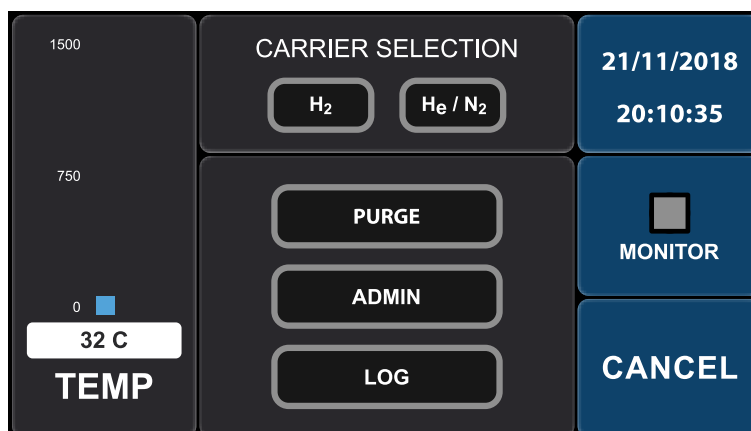 1500
750
0
32 C
TEMP
CARRIER SELECTION
H₂
He / N₂
PURGE
ADMIN
LOG
21/11/2018
20:10:35
MONITOR
CANCEL